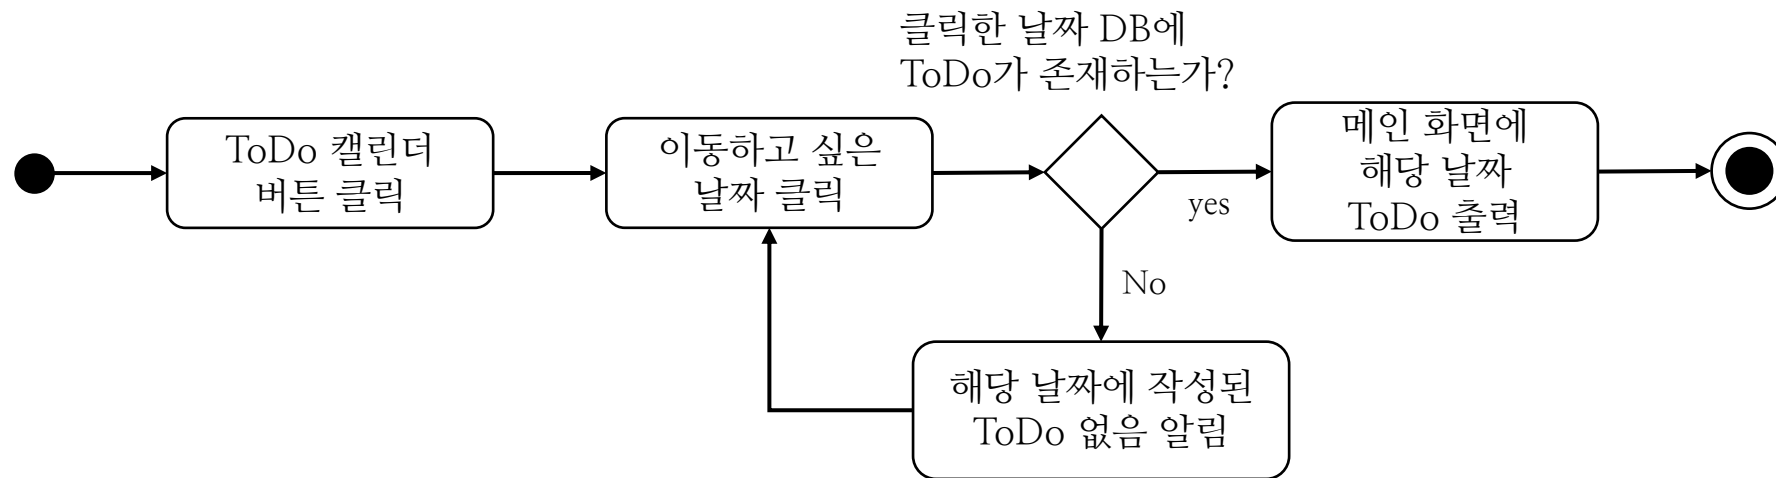 클릭한 날짜 DB에
ToDo가 존재하는가?
ToDo 캘린더
버튼 클릭
이동하고 싶은
날짜 클릭
yes
메인 화면에
해당 날짜
ToDo 출력
No
해당 날짜에 작성된
ToDo 없음 알림